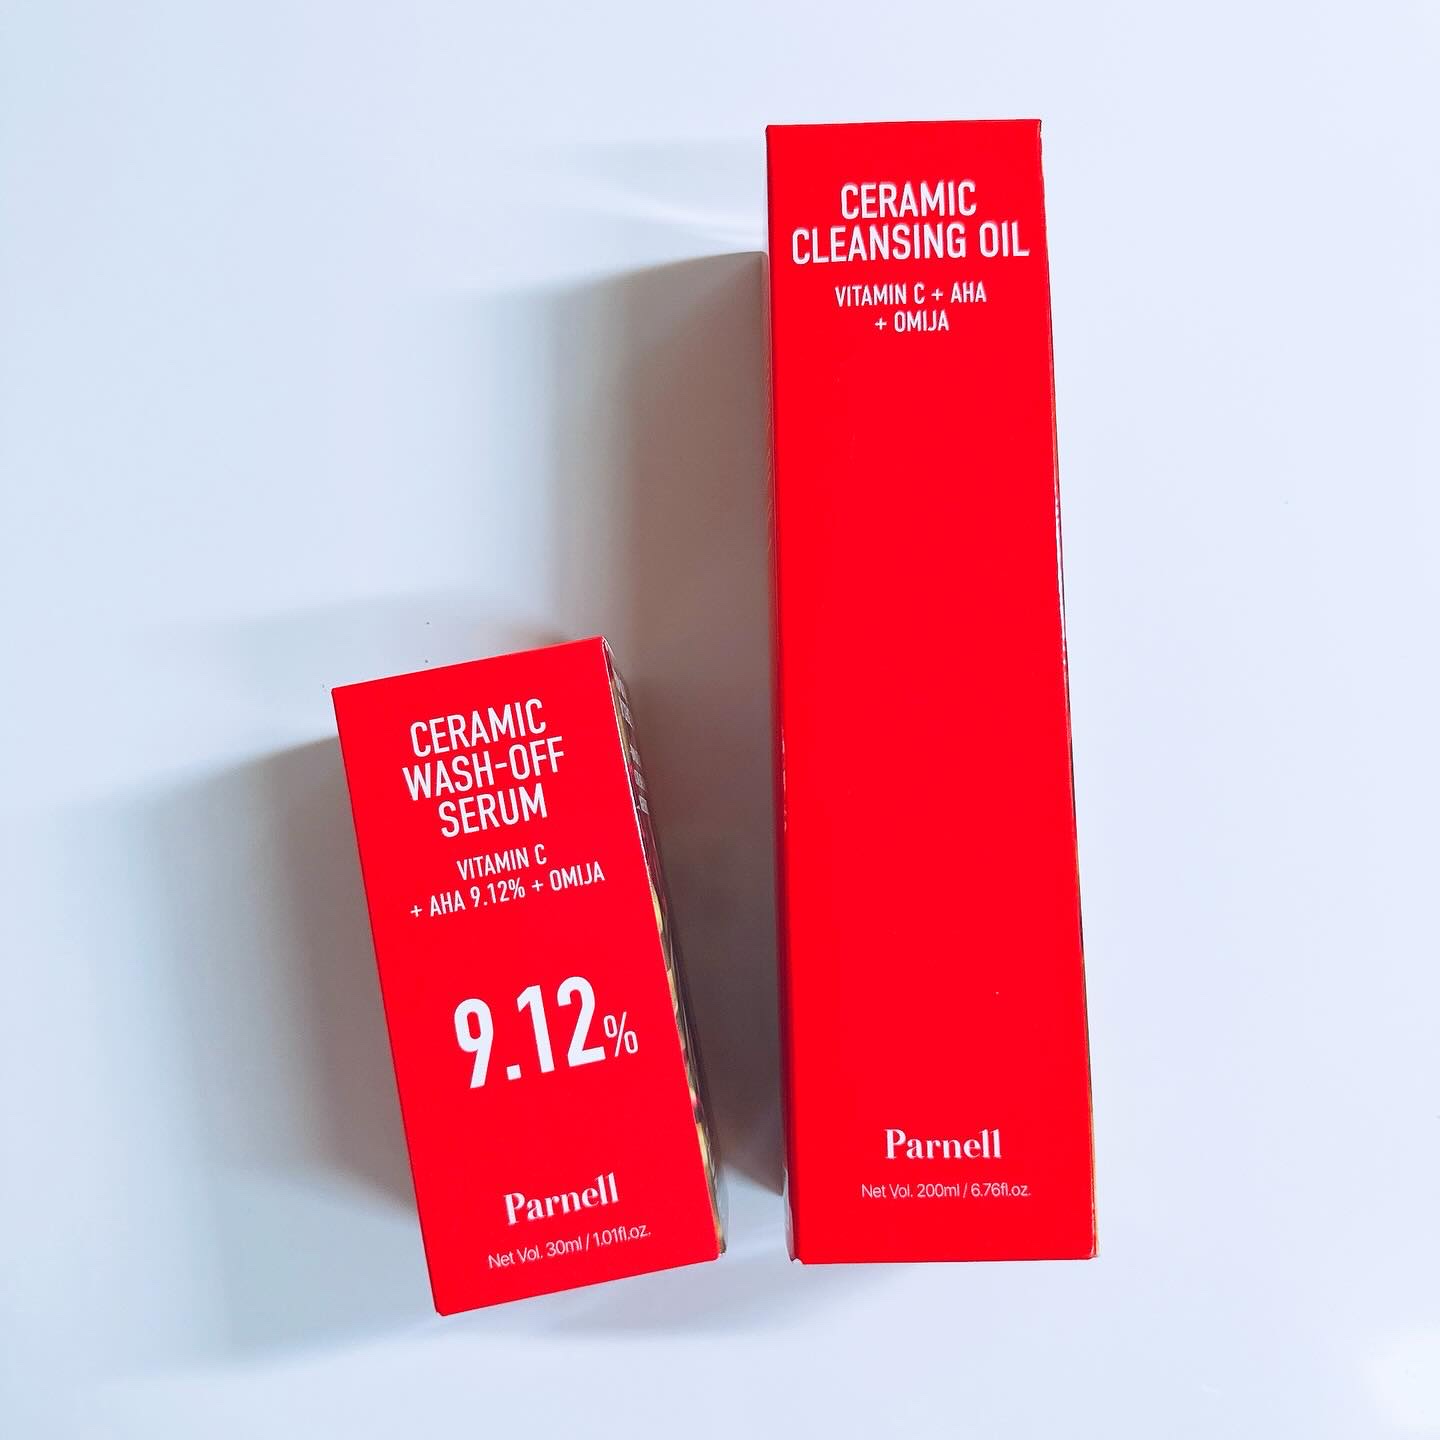 CERAMIC
CLEANSING OIL
VITAMIN C + AHA
+ OMIJA
Parnell
Net Vol. 200ml / 6.76fl.oz.
CERAMIC
WASH-OFF
SERUM
VITAMIN C
+ AHA 9.12% + OMIJA
9.12%
Parnell
Net Vol. 30ml / 1.01fl.oz.